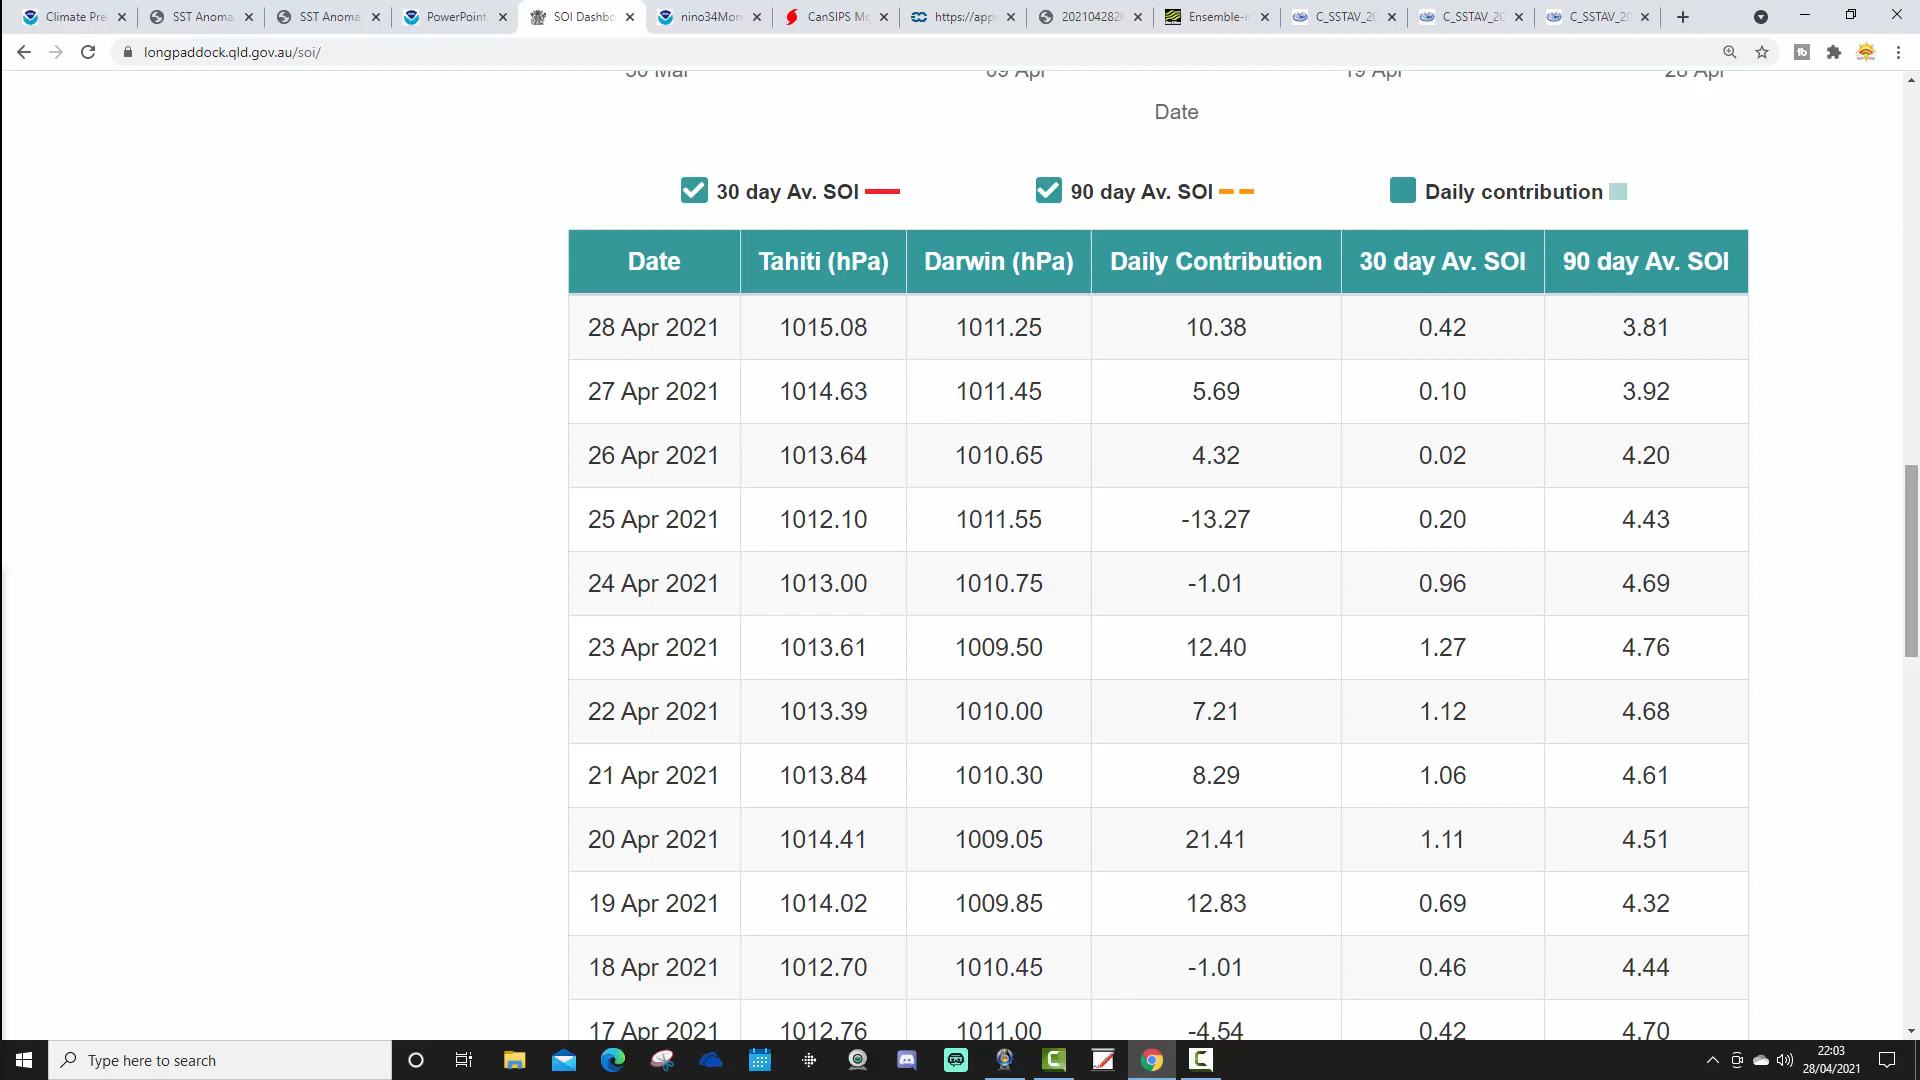 Climate Pre
SST Anoma
SST Anoma
PowerPoint
SOI Dashbo
nino34Mon
CanSIPS Mo
https://appl
2021042820
Ensemble-n
C_SSTAV_20
C_SSTAV_20
C_SSTAV_20
longpaddock.qld.gov.au/soi/
30 Mar 09 Apr 19 Apr 28 Apr
Date
30 day Av. SOI 90 day Av. SOI Daily contribution
Date Tahiti (hPa) Darwin (hPa) Daily Contribution 30 day Av. SOI 90 day Av. SOI
28 Apr 2021 1015.08 1011.25 10.38 0.42 3.81
27 Apr 2021 1014.63 1011.45 5.69 0.10 3.92
26 Apr 2021 1013.64 1010.65 4.32 0.02 4.20
25 Apr 2021 1012.10 1011.55 -13.27 0.20 4.43
24 Apr 2021 1013.00 1010.75 -1.01 0.96 4.69
23 Apr 2021 1013.61 1009.50 12.40 1.27 4.76
22 Apr 2021 1013.39 1010.00 7.21 1.12 4.68
21 Apr 2021 1013.84 1010.30 8.29 1.06 4.61
20 Apr 2021 1014.41 1009.05 21.41 1.11 4.51
19 Apr 2021 1014.02 1009.85 12.83 0.69 4.32
18 Apr 2021 1012.70 1010.45 -1.01 0.46 4.44
17 Apr 2021 1012.76 1011.00 -4.54 0.42 4.70
Type here to search
22:03
28/04/2021